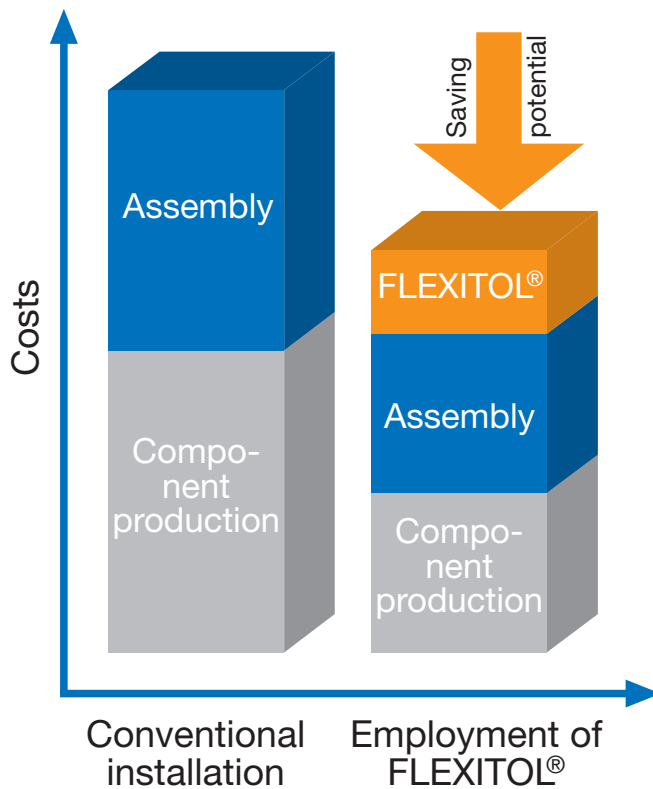 Costs
Assembly
Compo-
nent
production
Saving
potential
FLEXITOL®
Assembly
Compo-
nent
production
Conventional
installation
Employment of
FLEXITOL®